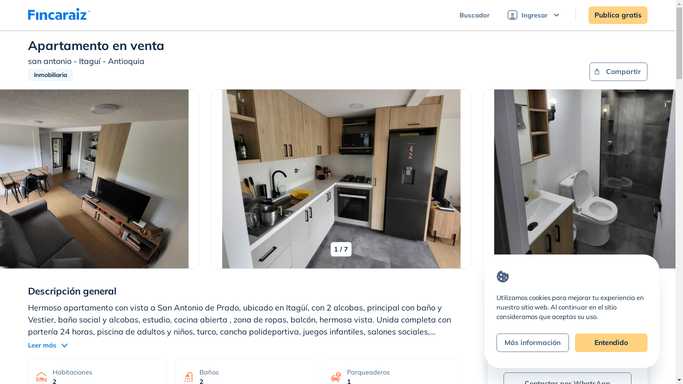 Fincaraiz
Buscador
Ingresar
Publica gratis
Apartamento en venta
san antonio - Itaguí - Antioquia
Inmobiliaria
Compartir
1 / 7
Descripción general
Hermoso apartamento con vista a San Antonio de Prado, ubicado en Itagüí, con 2 alcobas, principal con baño y
Vestier, baño social y alcobas, estudio, cocina abierta , zona de ropas, balcón, hermosa vista. Unidad completa con
portería 24 horas, piscina de adultos y niños, turco, cancha polideportiva, juegos infantiles, salones sociales,...
Leer más
Habitaciones
2
Baños
2
Parqueaderos
1
Utilizamos cookies para mejorar tu experiencia en
nuestro sitio web. Al continuar en el sitio
consideramos que aceptas su uso.
Más información
Entendido
Contactar por WhatsApp